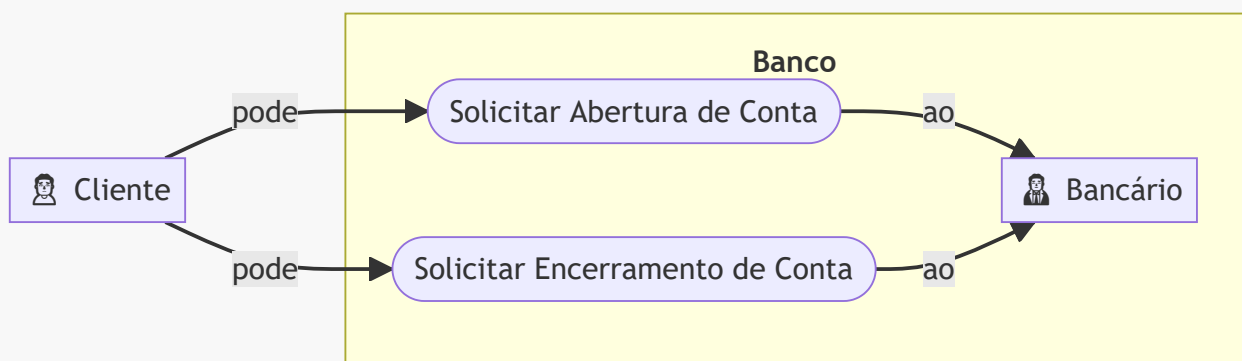 Banco
pode
Solicitar Abertura de Conta
ao
Cliente
Bancário
pode
Solicitar Encerramento de Conta
ao